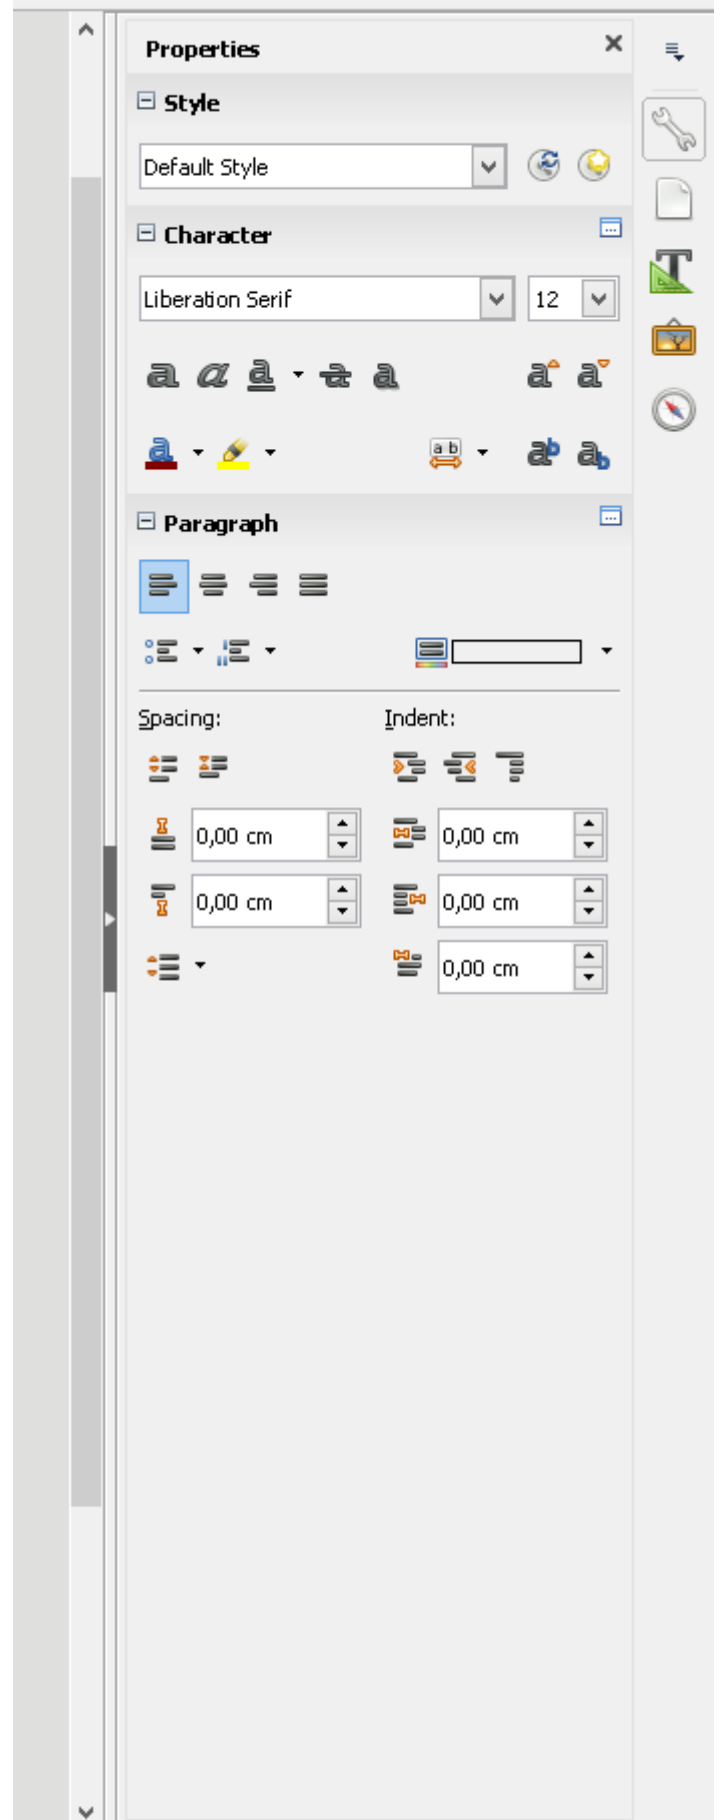 Properties
Style
Default Style
Character
Liberation Serif 12
Paragraph
Spacing: Indent:
0,00 cm 0,00 cm
0,00 cm 0,00 cm
0,00 cm